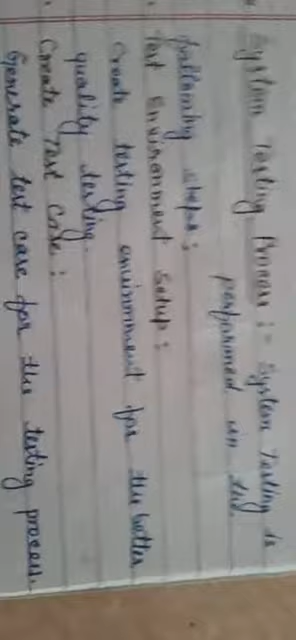 System Testing Process :- System Testing is
performed in the
following steps :
. Test Environment Setup :
Create testing environment for the better
quality testing.
. Create Test Case :
Generate test case for the testing process.